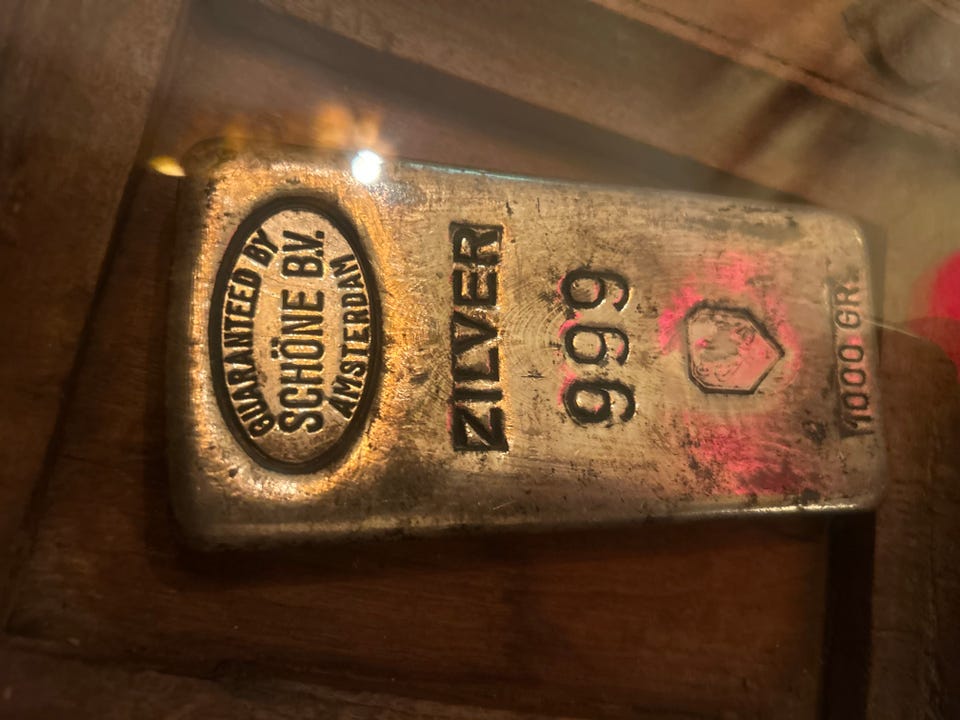 GUARANTEED BY
SCHÖNE B.V.
AMSTERDAM
ZILVER
999
1000 GR.